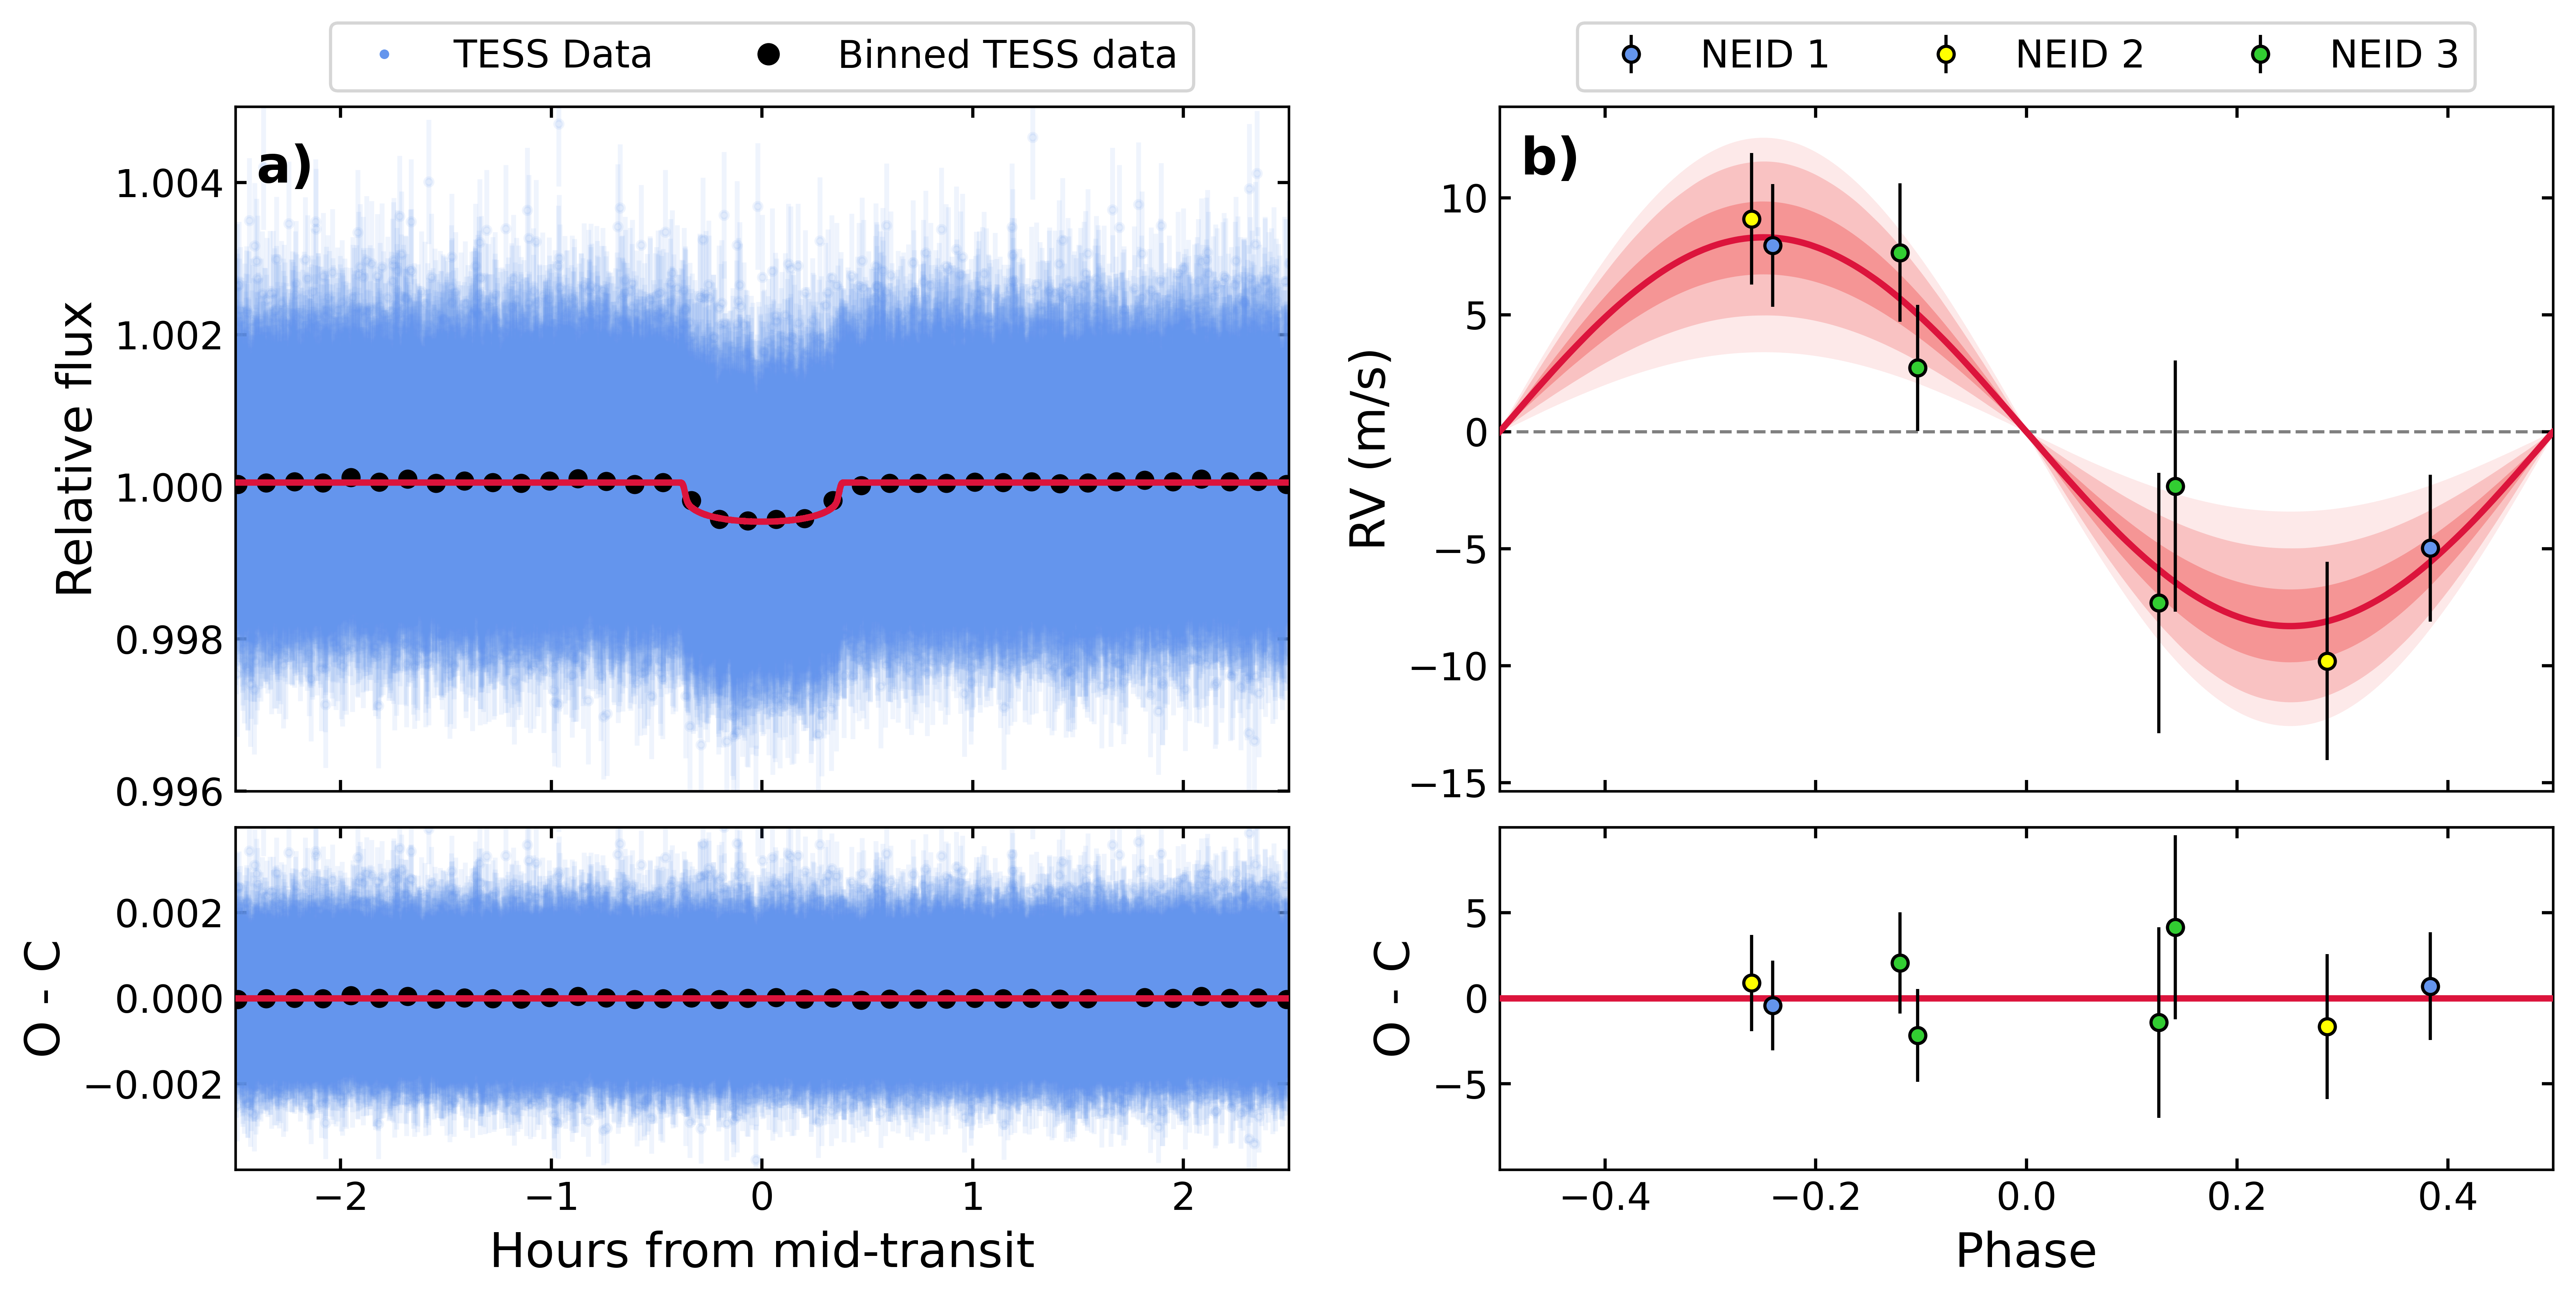 TESS Data Binned TESS data
NEID 1 NEID 2 NEID 3
a)
1.004
1.002
1.000
0.998
0.996
Relative flux
b)
10
5
0
−5
−10
−15
RV (m/s)
0.002
0.000
−0.002
O - C
−2 −1 0 1 2
Hours from mid-transit
5
0
−5
O - C
−0.4 −0.2 0.0 0.2 0.4
Phase